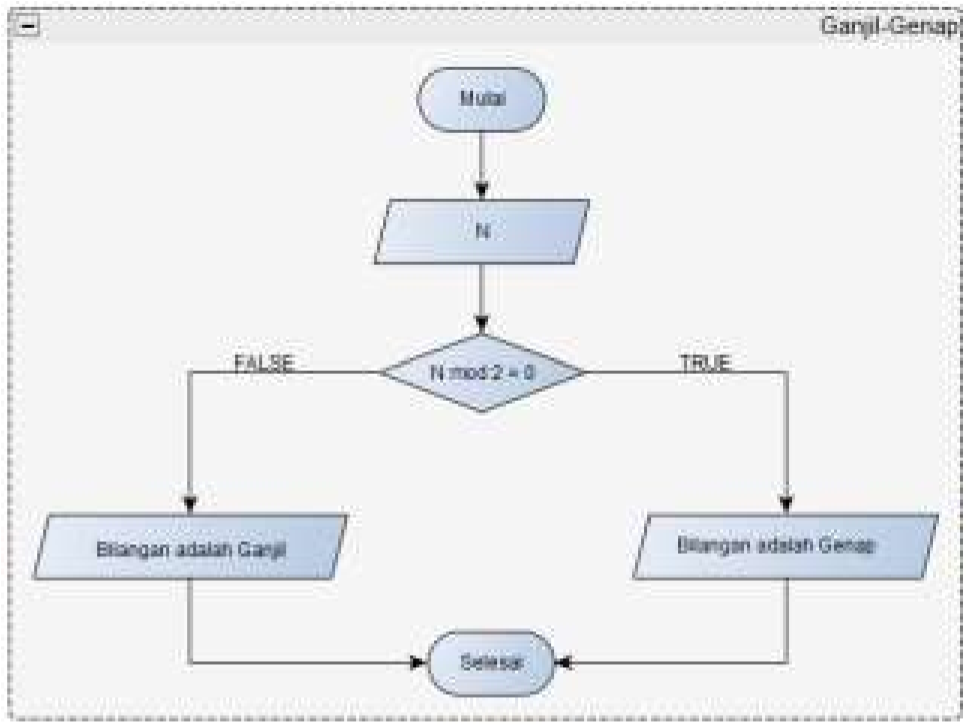 Ganjil-Genap
Mulai
N
FALSE
N mod 2 = 0
TRUE
Bilangan adalah Ganjil
Bilangan adalah Genap
Selesai